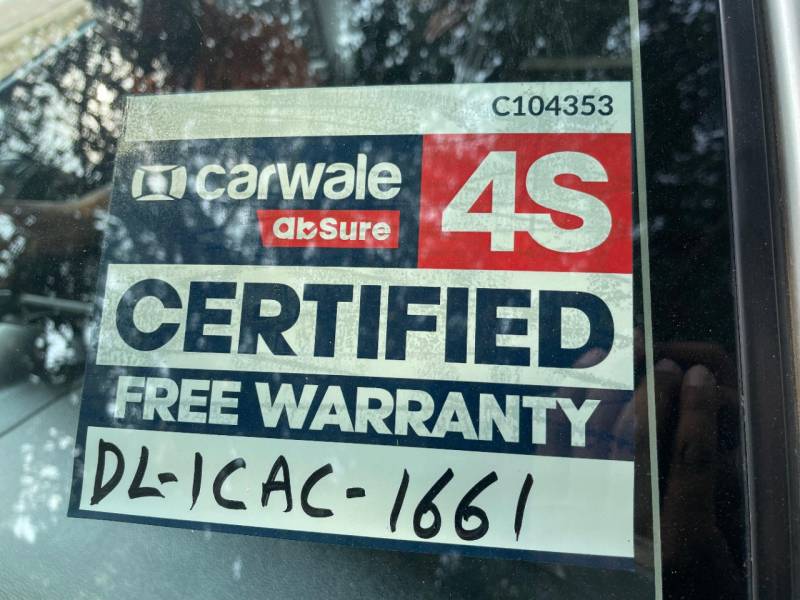 C104353
carwale
abSure
4S
CERTIFIED
FREE WARRANTY
DL-1CAC-1661